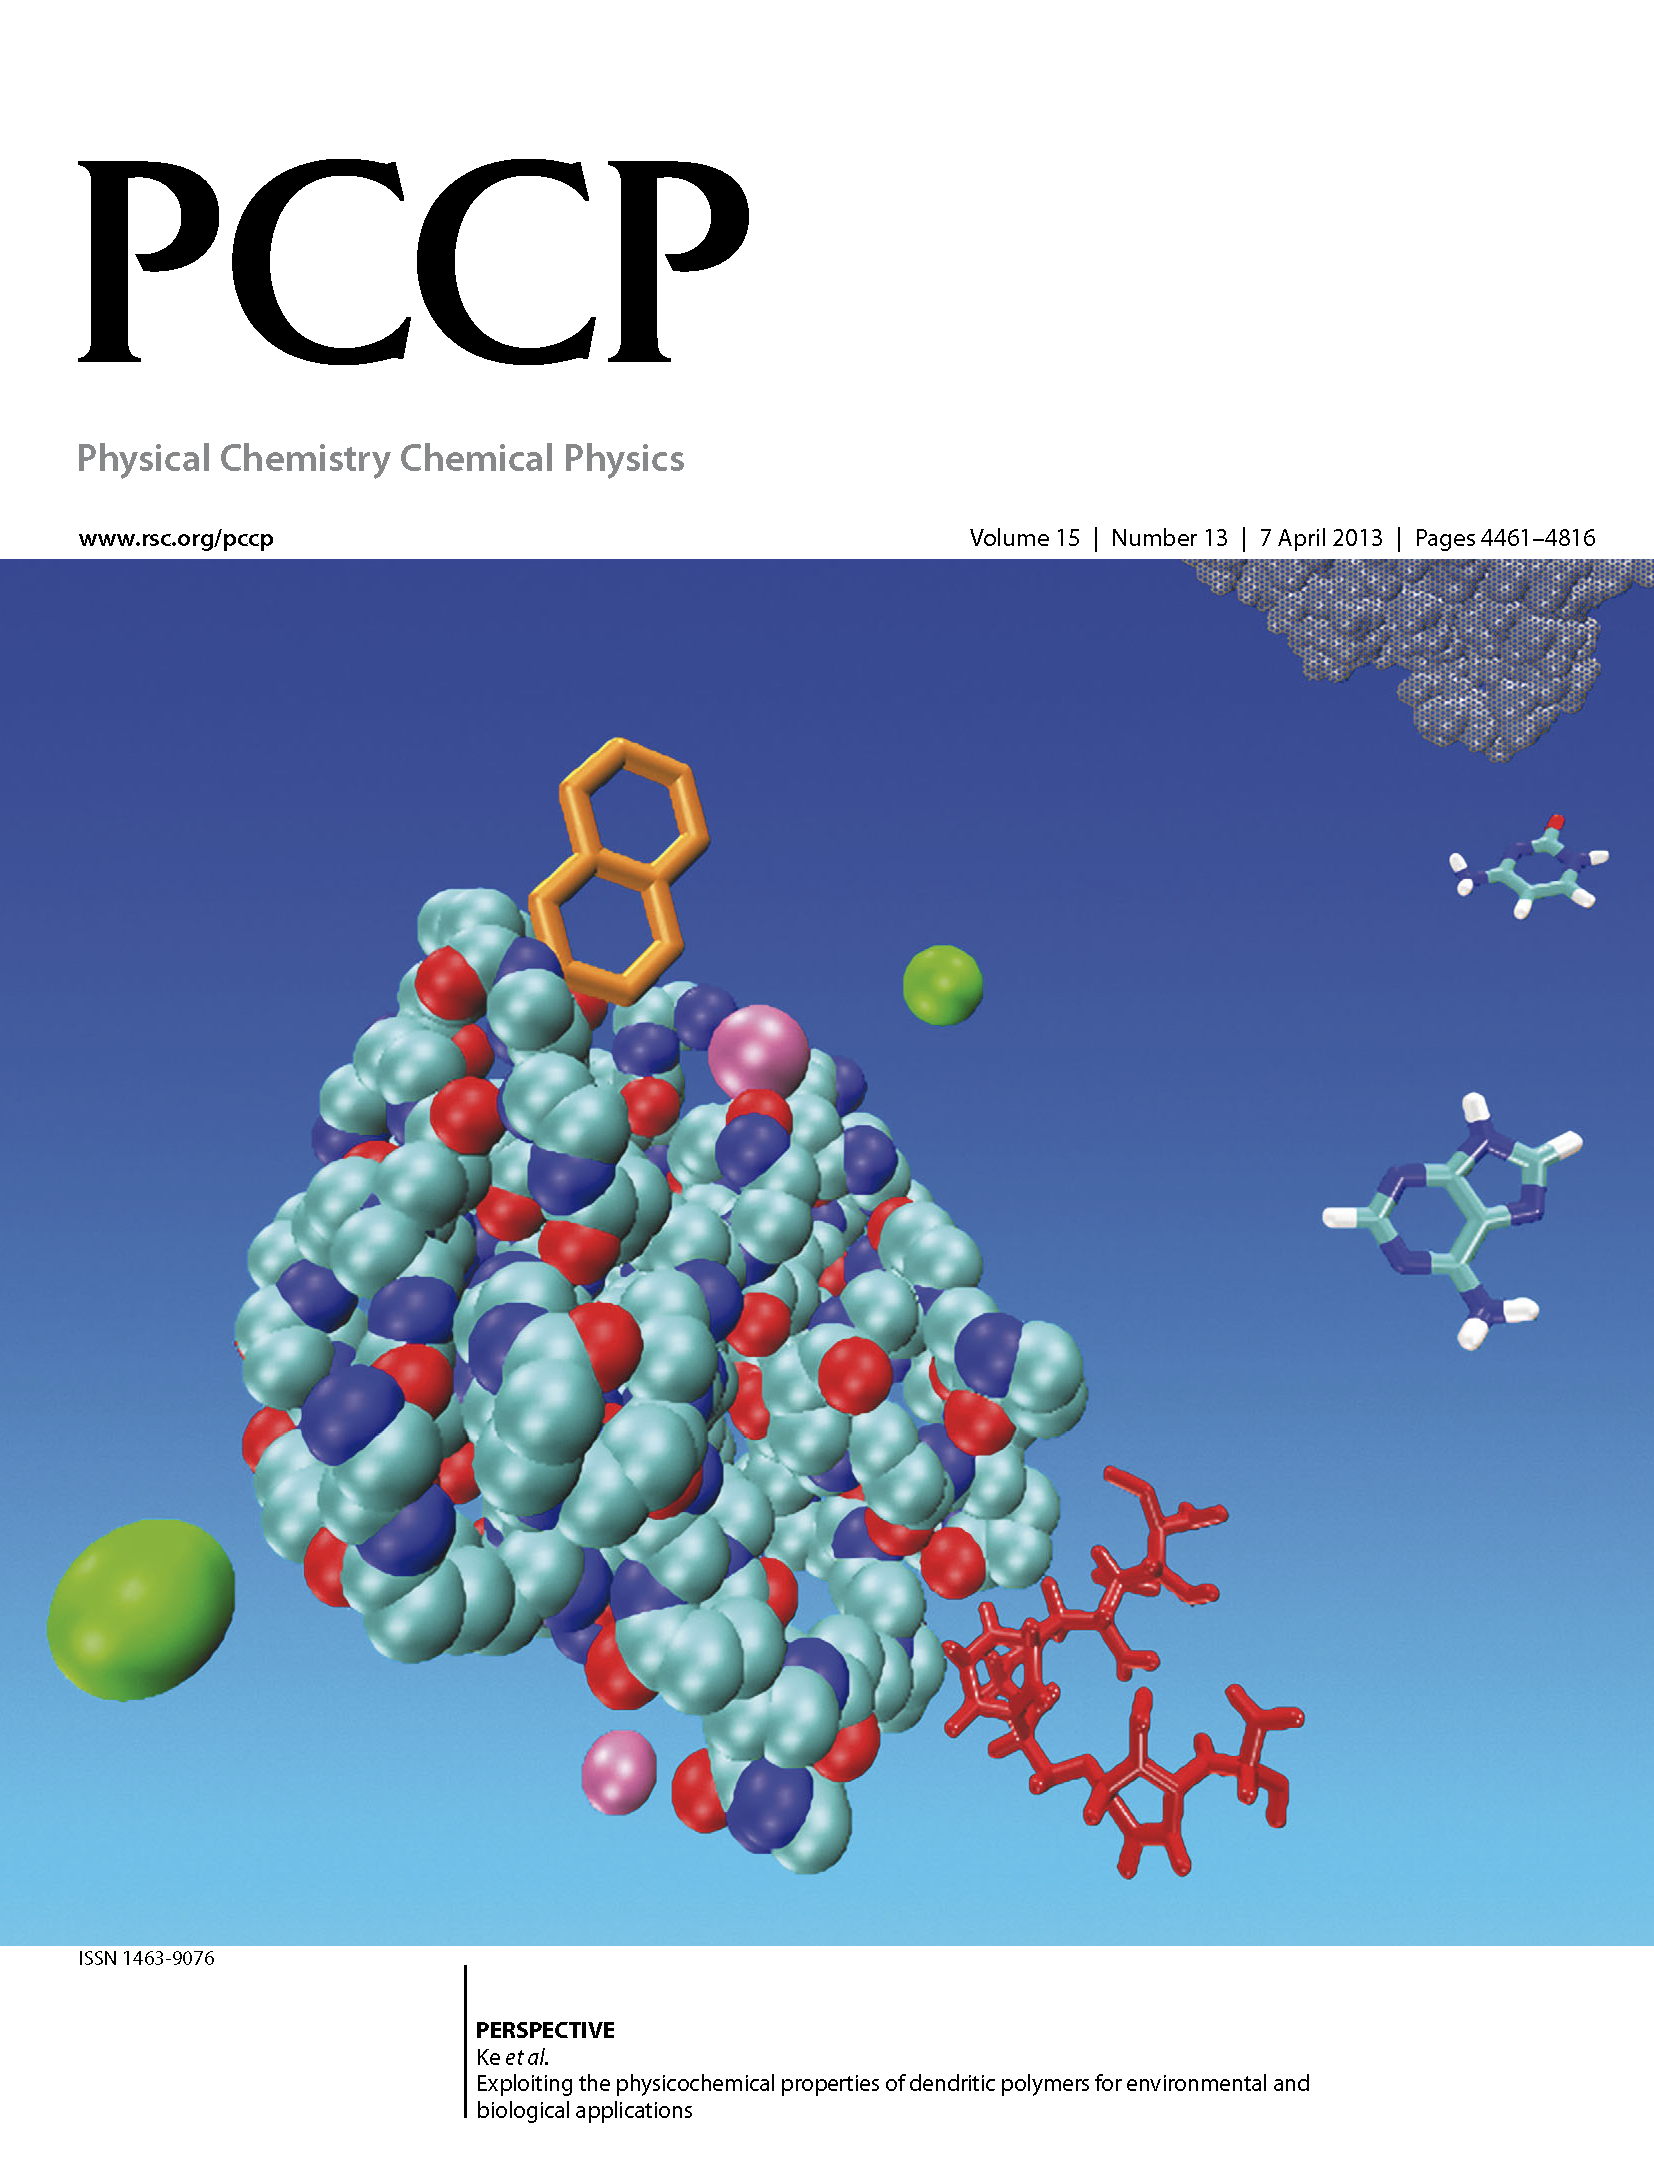 PCCP
Physical Chemistry Chemical Physics
www.rsc.org/pccp
Volume 15 | Number 13 | 7 April 2013 | Pages 4461–4816
ISSN 1463-9076
PERSPECTIVE
Ke et al.
Exploiting the physicochemical properties of dendritic polymers for environmental and
biological applications